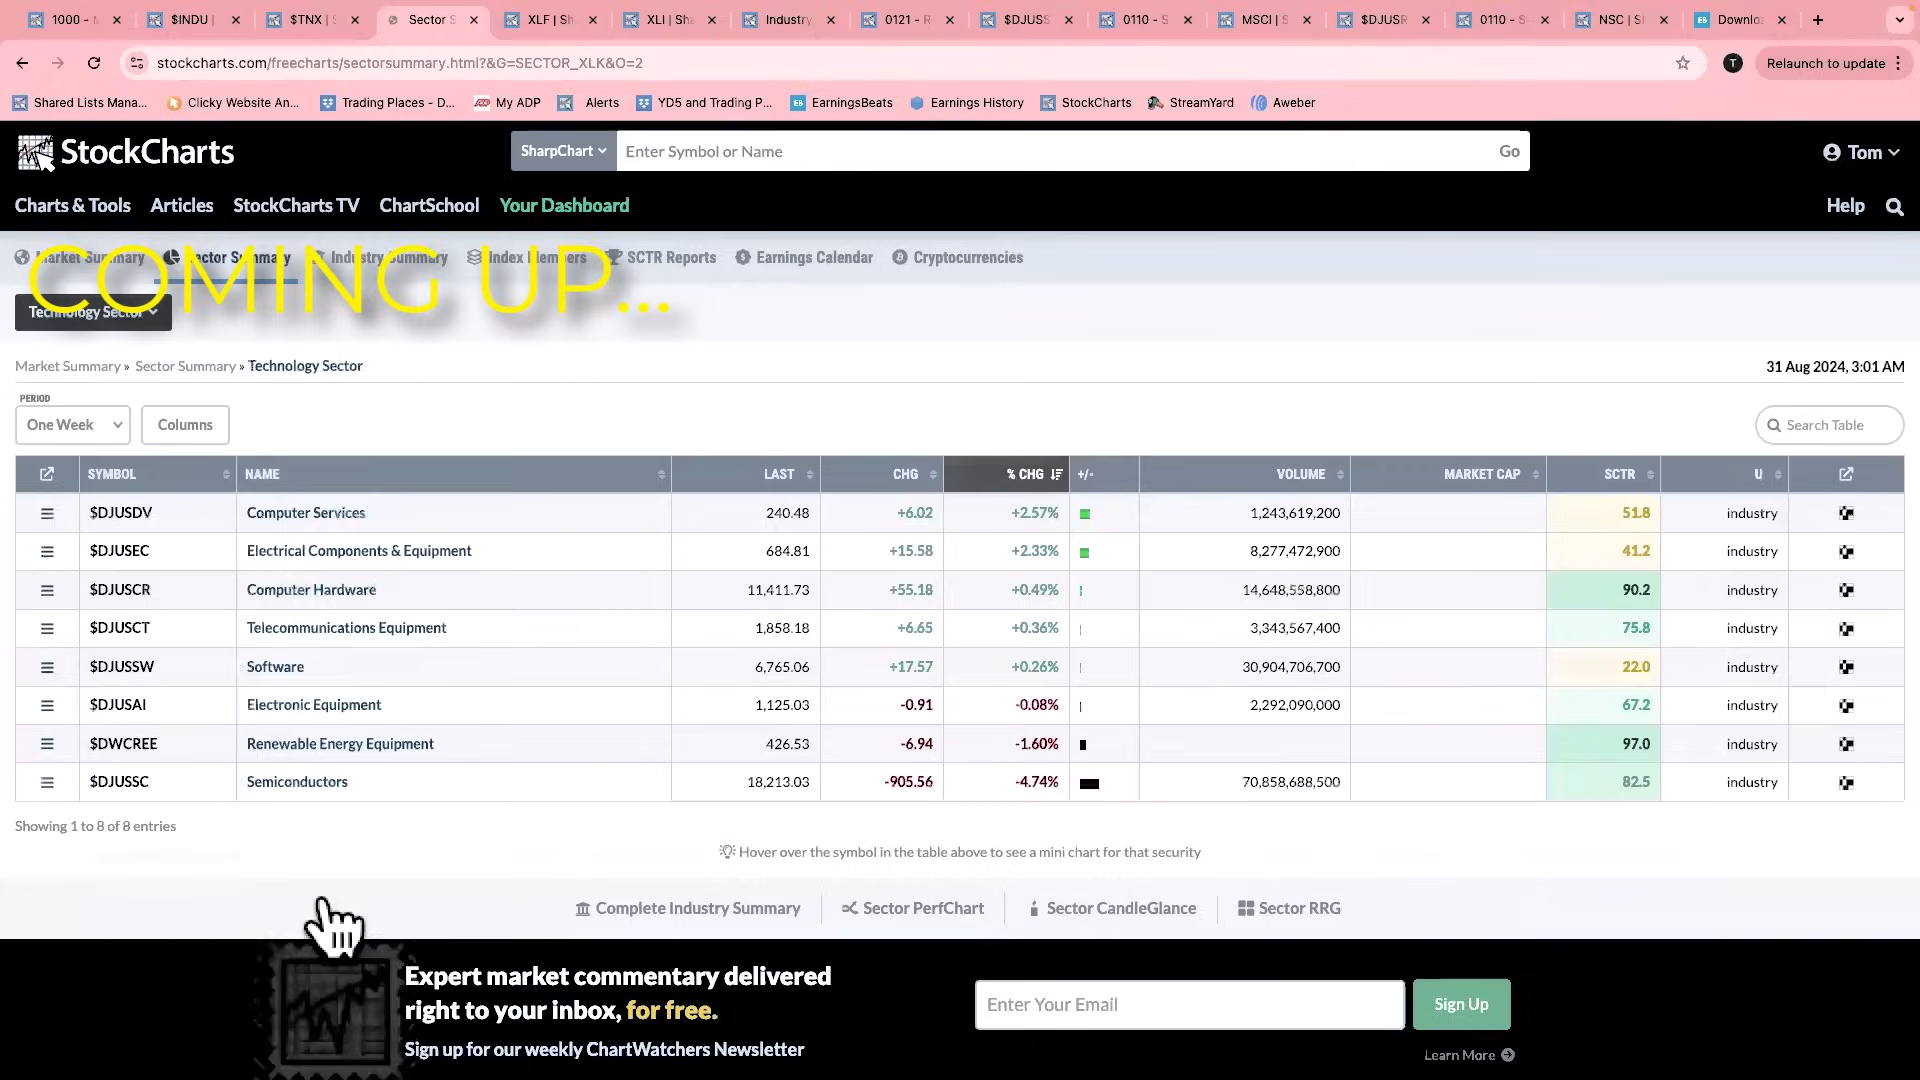 1000 -
$INDU |
$TNX | S
Sector S
XLF | Sh
XLI | Sha
Industry
0121 - R
$DJUSS
0110 - S
MSCI | S
$DJUSR
0110 - S
NSC | S
Downlo
stockcharts.com/freecharts/sectorsummary.html?&G=SECTOR_XLK&O=2
T
Relaunch to update
Shared Lists Mana...
Clicky Website An...
Trading Places - D...
My ADP
Alerts
YD5 and Trading P...
EarningsBeats
Earnings History
StockCharts
StreamYard
Aweber
StockCharts
SharpChart
Enter Symbol or Name
Go
Tom
Charts & Tools
Articles
StockCharts TV
ChartSchool
Your Dashboard
Help
Market Summary
Sector Summary
Industry Summary
Index Members
SCTR Reports
Earnings Calendar
Cryptocurrencies
COMING UP...
Technology Sector
Market Summary » Sector Summary » Technology Sector
31 Aug 2024, 3:01 AM
PERIOD
One Week
Columns
Search Table
SYMBOL NAME LAST CHG % CHG +/- VOLUME MARKET CAP SCTR U
$DJUSDV Computer Services 240.48 +6.02 +2.57% 1,243,619,200 51.8 industry
$DJUSEC Electrical Components & Equipment 684.81 +15.58 +2.33% 8,277,472,900 41.2 industry
$DJUSCR Computer Hardware 11,411.73 +55.18 +0.49% 14,648,558,800 90.2 industry
$DJUSCT Telecommunications Equipment 1,858.18 +6.65 +0.36% 3,343,567,400 75.8 industry
$DJUSSW Software 6,765.06 +17.57 +0.26% 30,904,706,700 22.0 industry
$DJUSAI Electronic Equipment 1,125.03 -0.91 -0.08% 2,292,090,000 67.2 industry
$DWCREE Renewable Energy Equipment 426.53 -6.94 -1.60% 97.0 industry
$DJUSSC Semiconductors 18,213.03 -905.56 -4.74% 70,858,688,500 82.5 industry
Showing 1 to 8 of 8 entries
Hover over the symbol in the table above to see a mini chart for that security
Complete Industry Summary
Sector PerfChart
Sector CandleGlance
Sector RRG
Expert market commentary delivered
right to your inbox, for free.
Sign up for our weekly ChartWatchers Newsletter
Enter Your Email
Sign Up
Learn More